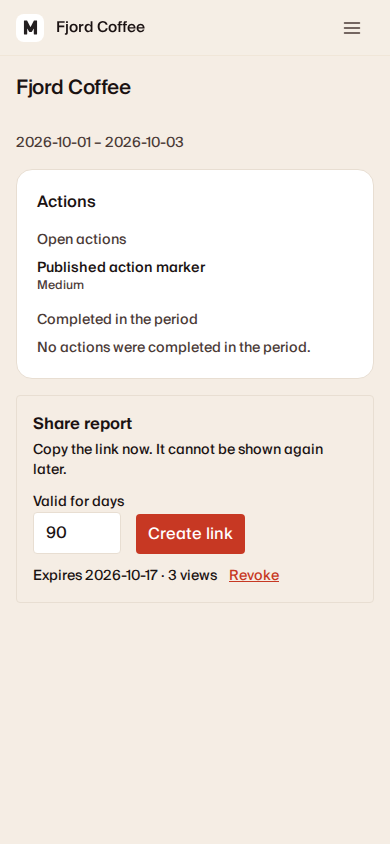 M Fjord Coffee
Fjord Coffee
2026-10-01 – 2026-10-03
Actions
Open actions
Published action marker
Medium
Completed in the period
No actions were completed in the period.
Share report
Copy the link now. It cannot be shown again
later.
Valid for days
90 Create link
Expires 2026-10-17 · 3 views Revoke